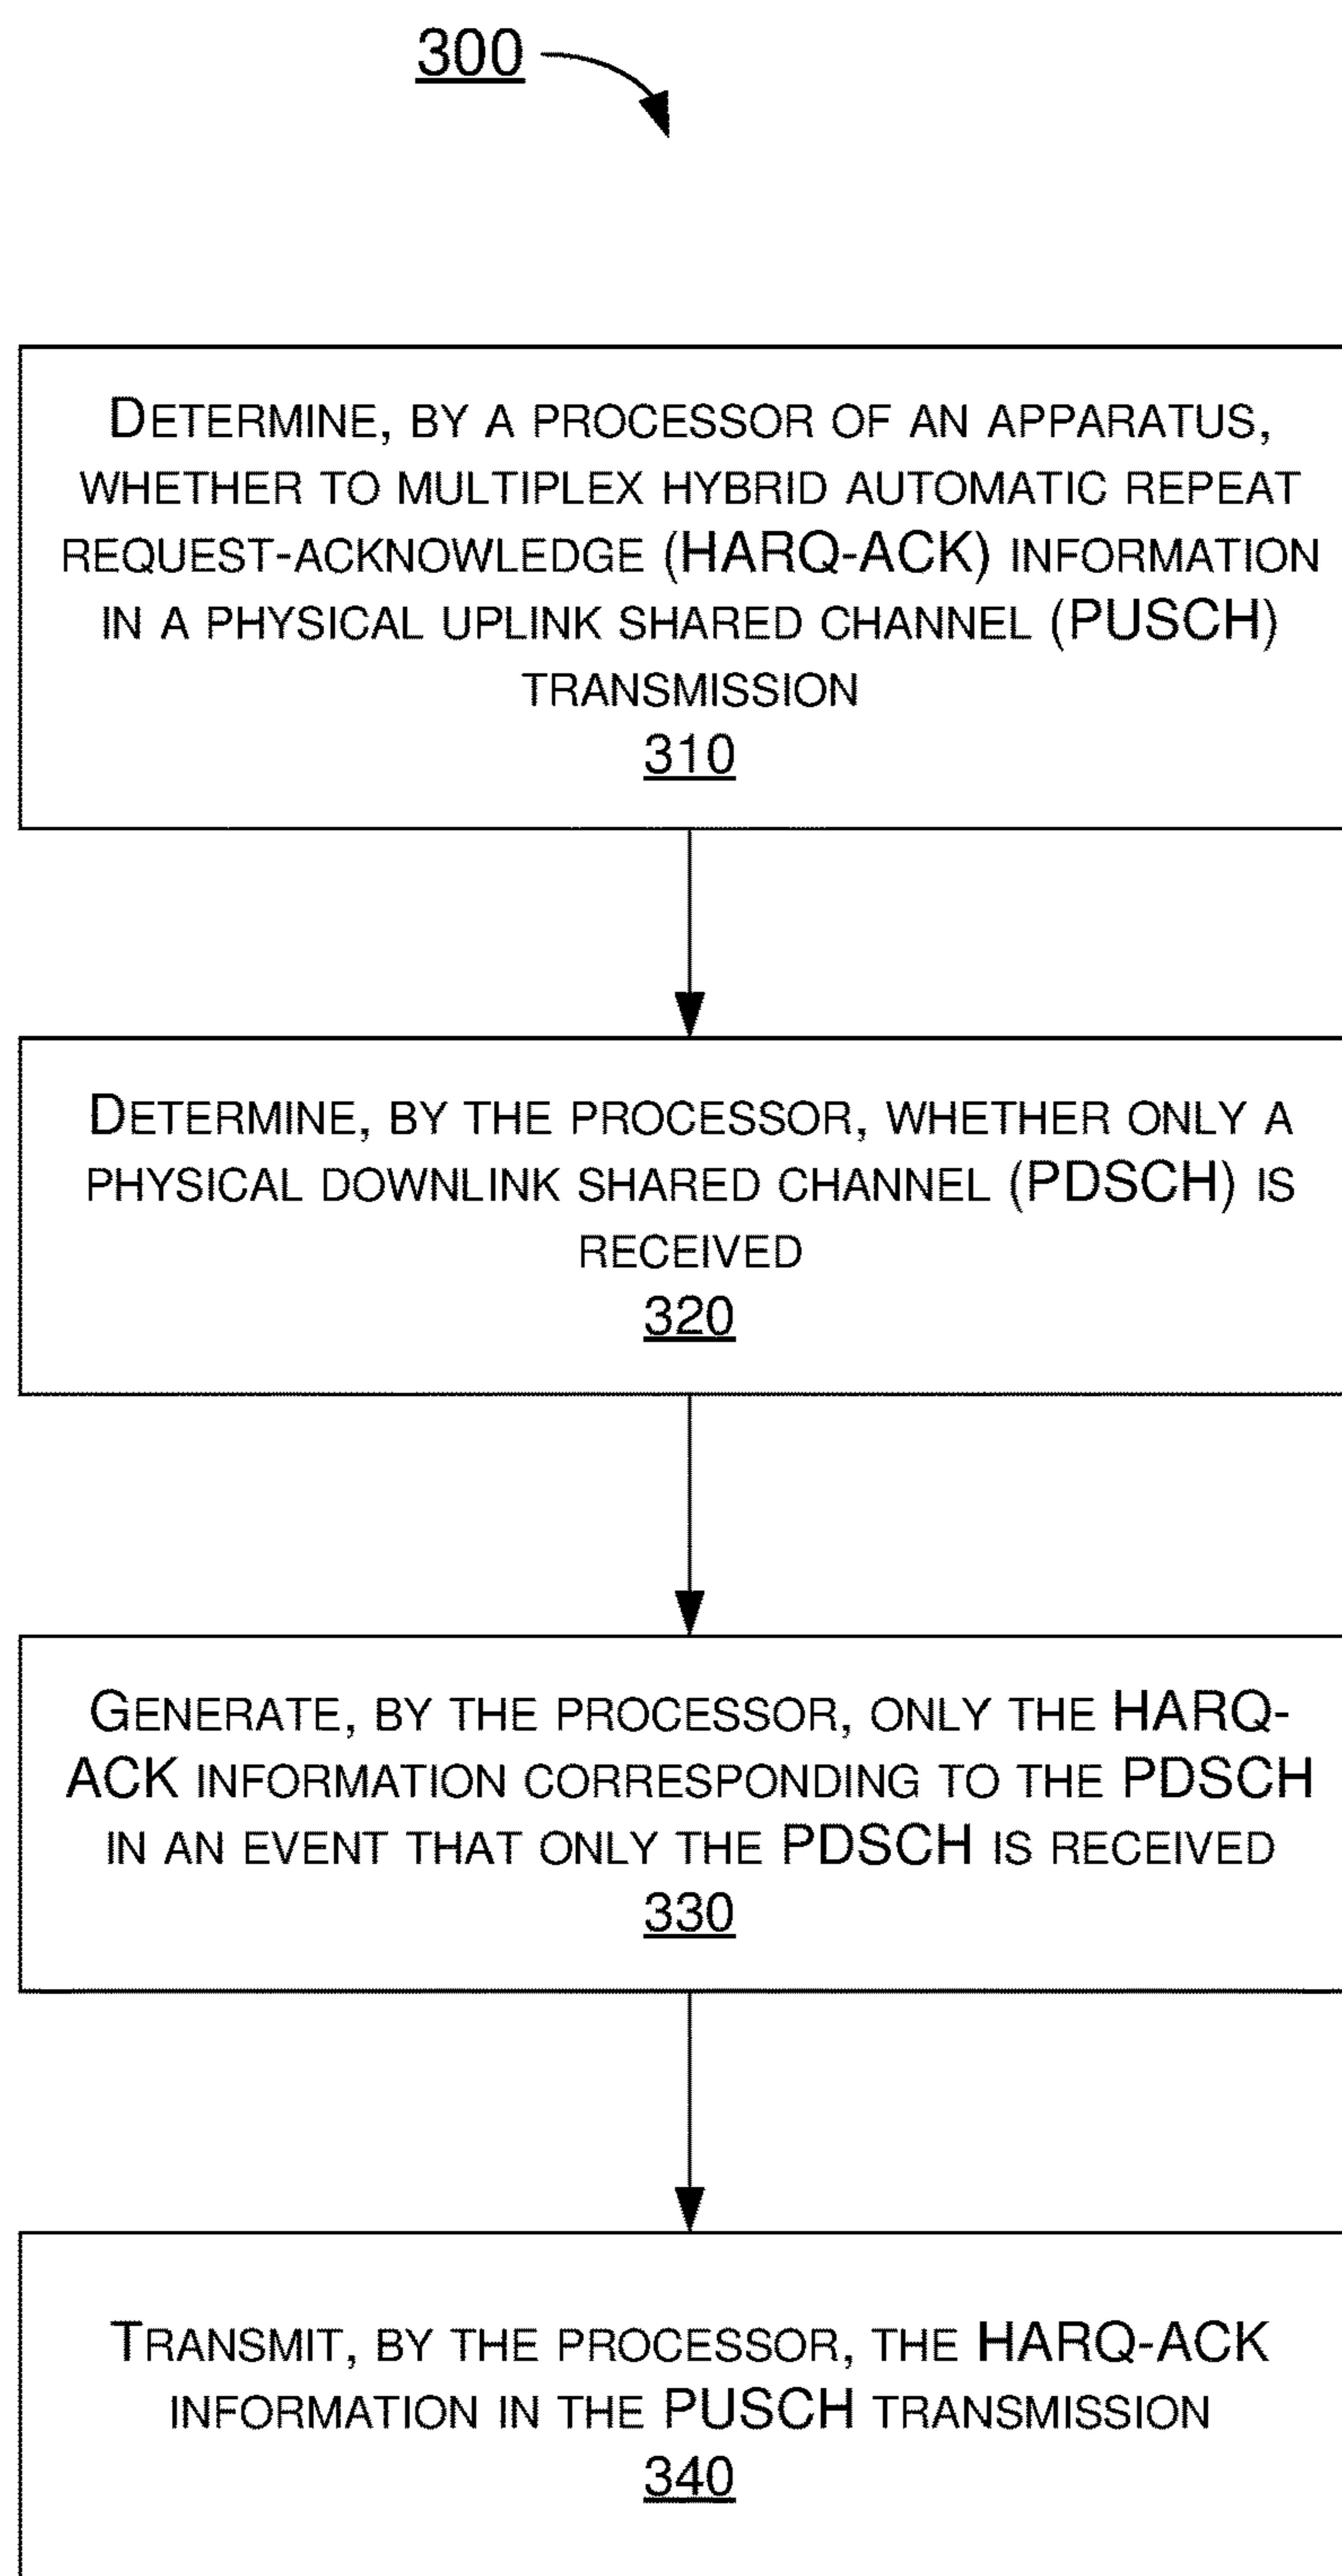 300
DETERMINE, BY A PROCESSOR OF AN APPARATUS,
WHETHER TO MULTIPLEX HYBRID AUTOMATIC REPEAT
REQUEST-ACKNOWLEDGE (HARQ-ACK) INFORMATION
IN A PHYSICAL UPLINK SHARED CHANNEL (PUSCH)
TRANSMISSION
310
DETERMINE, BY THE PROCESSOR, WHETHER ONLY A
PHYSICAL DOWNLINK SHARED CHANNEL (PDSCH) IS
RECEIVED
320
GENERATE, BY THE PROCESSOR, ONLY THE HARQ-
ACK INFORMATION CORRESPONDING TO THE PDSCH
IN AN EVENT THAT ONLY THE PDSCH IS RECEIVED
330
TRANSMIT, BY THE PROCESSOR, THE HARQ-ACK
INFORMATION IN THE PUSCH TRANSMISSION
340